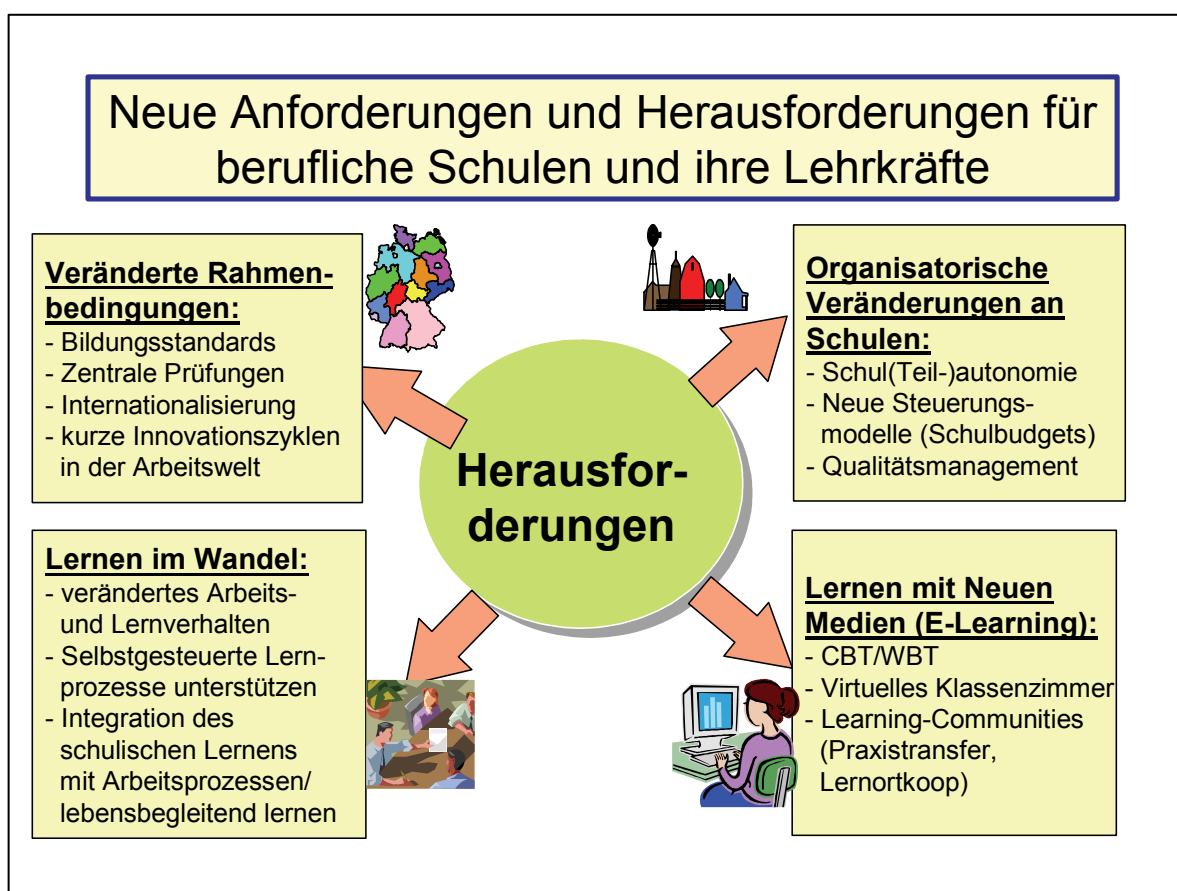 Neue Anforderungen und Herausforderungen für
berufliche Schulen und ihre Lehrkräfte
Veränderte Rahmen-
bedingungen:
- Bildungsstandards
- Zentrale Prüfungen
- Internationalisierung
- kurze Innovationszyklen
in der Arbeitswelt
Organisatorische
Veränderungen an
Schulen:
- Schul(Teil-)autonomie
- Neue Steuerungs-
modelle (Schulbudgets)
- Qualitätsmanagement
Herausfor-
derungen
Lernen im Wandel:
- verändertes Arbeits-
und Lernverhalten
- Selbstgesteuerte Lern-
prozesse unterstützen
- Integration des
schulischen Lernens
mit Arbeitsprozessen/
lebensbegleitend lernen
Lernen mit Neuen
Medien (E-Learning):
- CBT/WBT
- Virtuelles Klassenzimmer
- Learning-Communities
(Praxistransfer,
Lernortkoop)